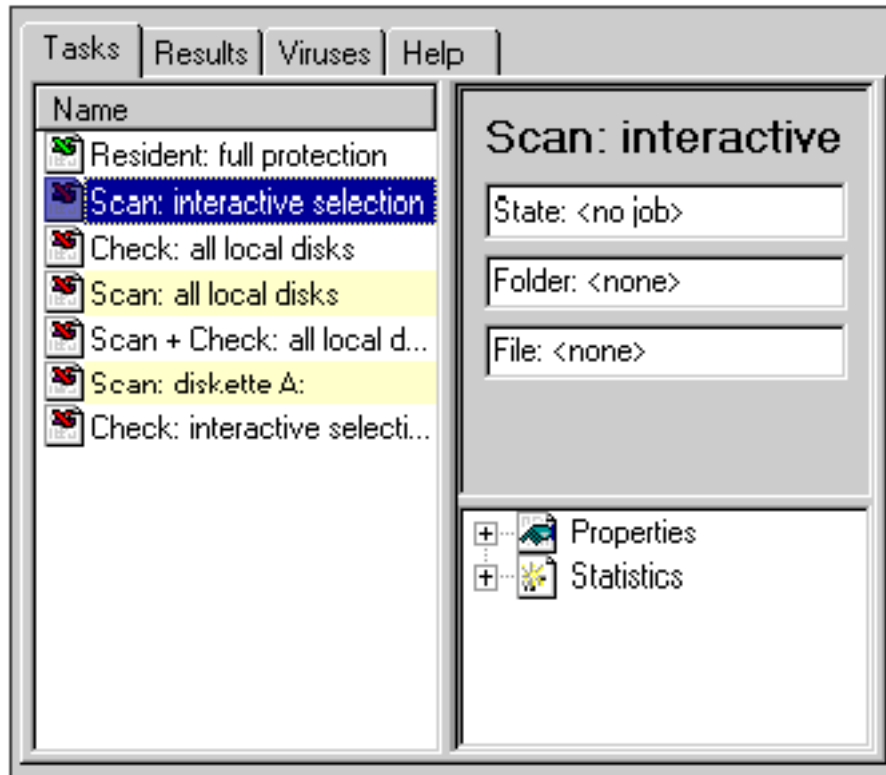 Tasks Results Viruses Help
Name
Resident: full protection
Scan: interactive selection
Check: all local disks
Scan: all local disks
Scan + Check: all local d...
Scan: diskette A:
Check: interactive selecti...
Scan: interactive
State: <no job>
Folder: <none>
File: <none>
Properties
Statistics